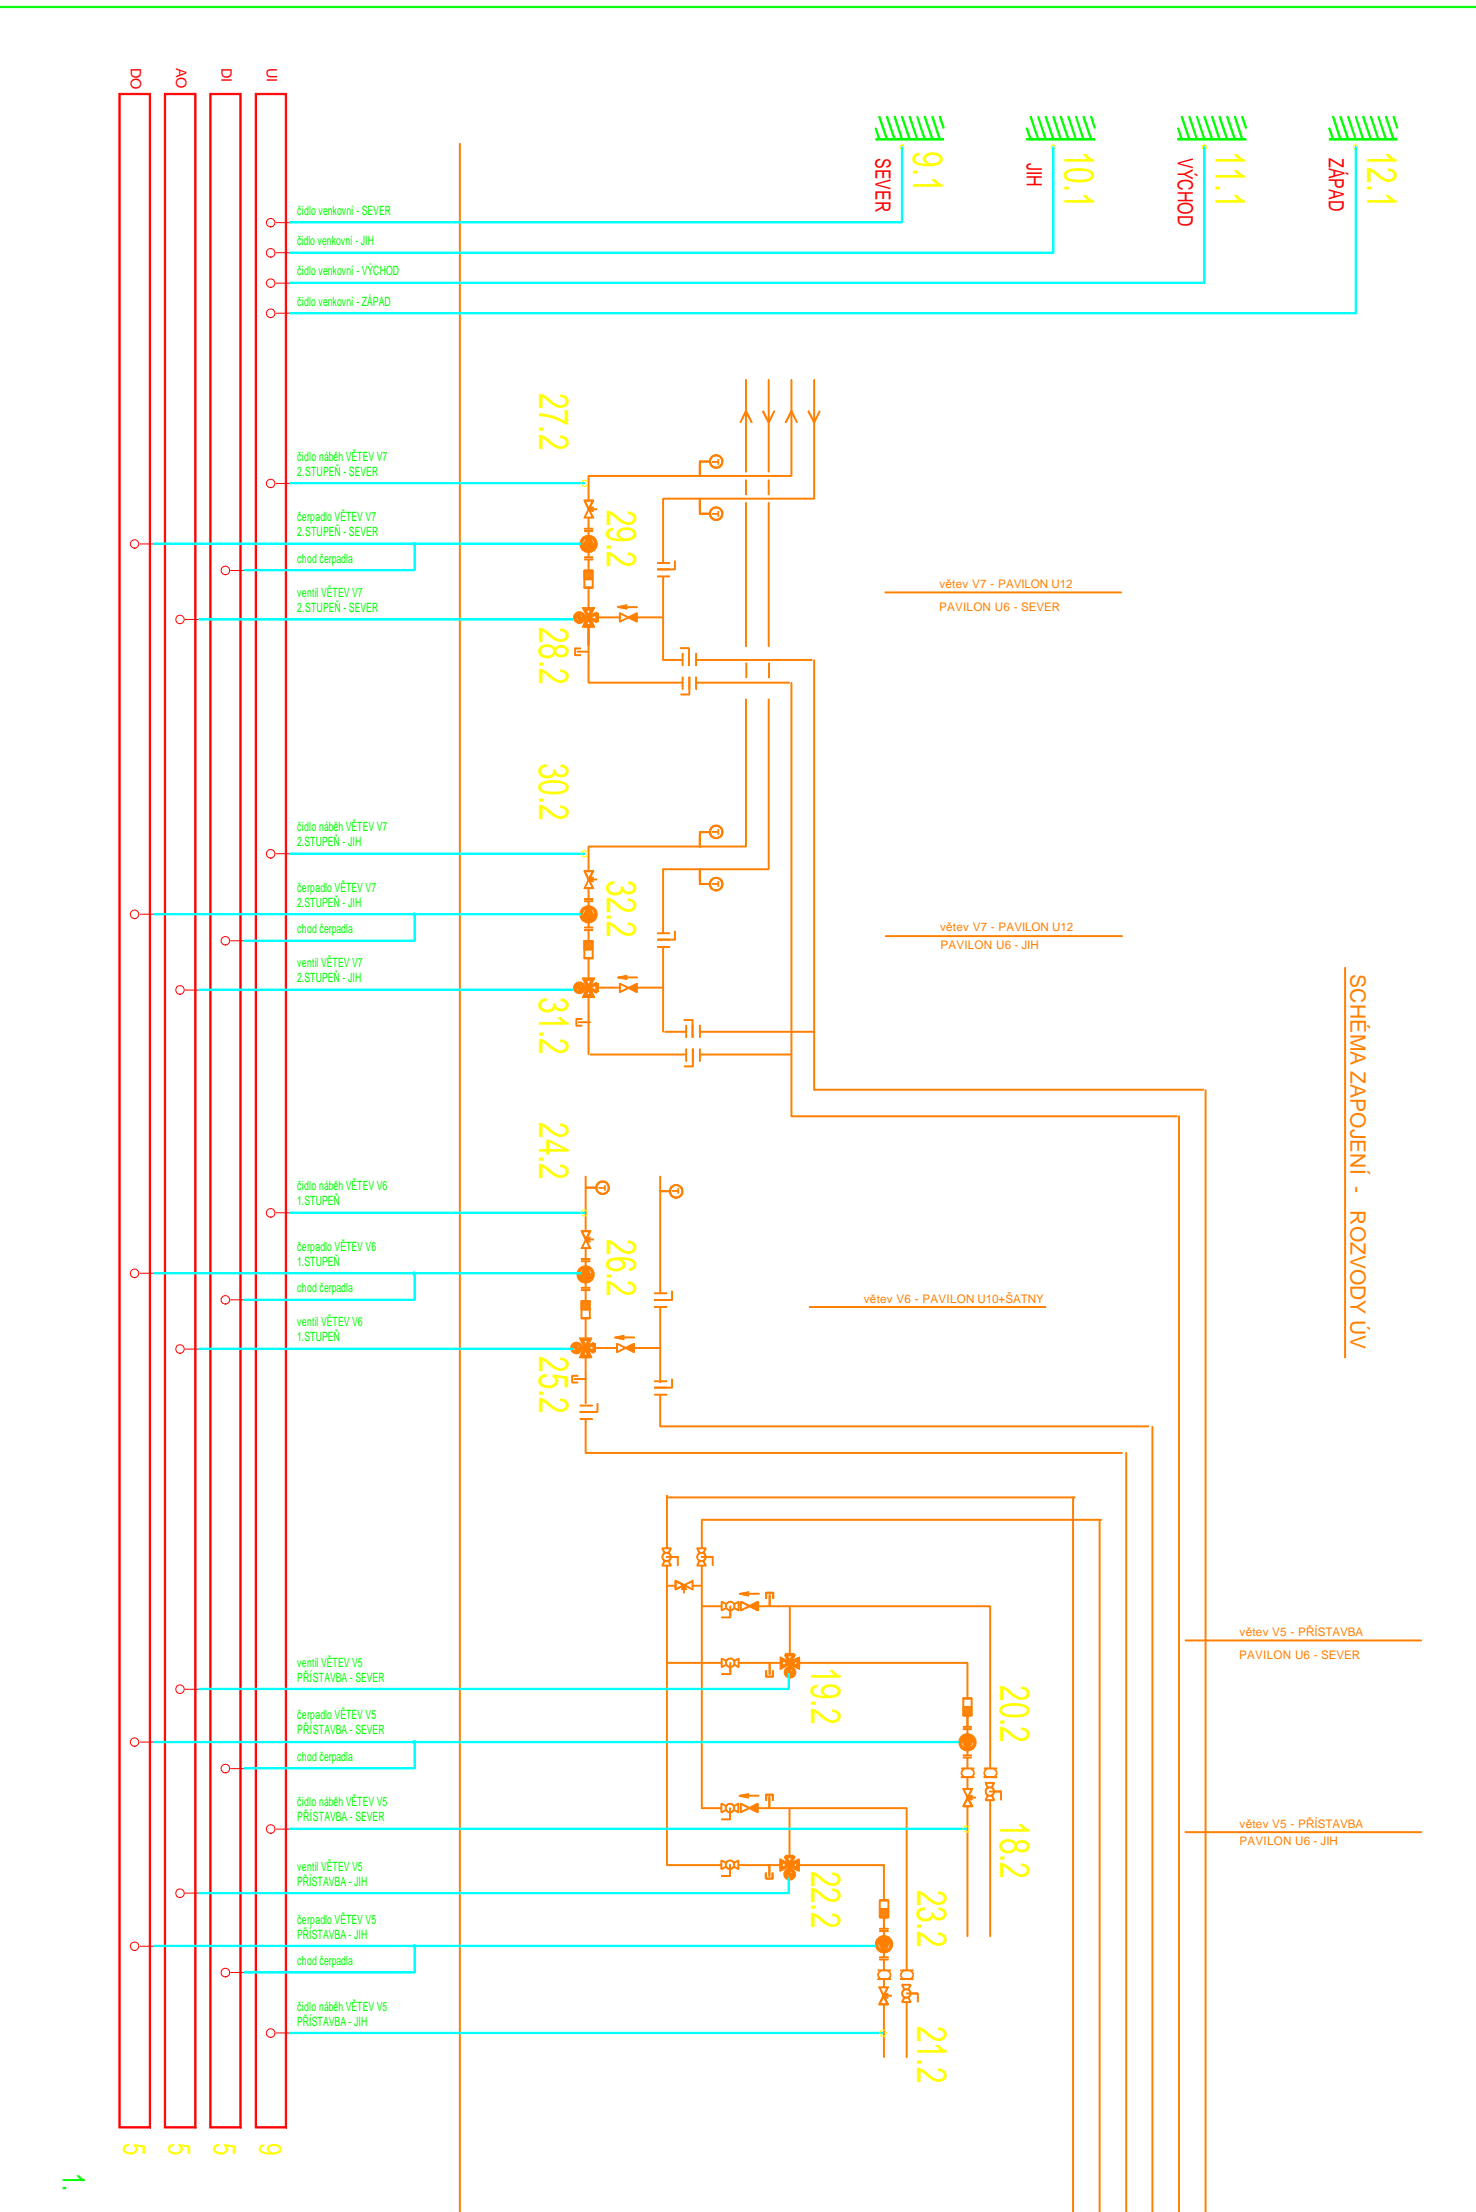 DO
AO
DI
UI
9.1
SEVER
10.1
JIH
11.1
VÝCHOD
12.1
ZÁPAD
čidlo venkovní - SEVER
čidlo venkovní - JIH
čidlo venkovní - VÝCHOD
čidlo venkovní - ZÁPAD
27.2
čidlo náběh VĚTEV V7
2.STUPEŇ - SEVER
29.2
čerpadlo VĚTEV V7
2.STUPEŇ - SEVER
chod čerpadla
ventil VĚTEV V7
2.STUPEŇ - SEVER
28.2
větev V7 - PAVILON U12
PAVILON U6 - SEVER
30.2
čidlo náběh VĚTEV V7
2.STUPEŇ - JIH
32.2
čerpadlo VĚTEV V7
2.STUPEŇ - JIH
chod čerpadla
ventil VĚTEV V7
2.STUPEŇ - JIH
31.2
větev V7 - PAVILON U12
PAVILON U6 - JIH
SCHÉMA ZAPOJENÍ - ROZVODY ÚV
24.2
čidlo náběh VĚTEV V6
1.STUPEŇ
26.2
čerpadlo VĚTEV V6
1.STUPEŇ
chod čerpadla
ventil VĚTEV V6
1.STUPEŇ
25.2
větev V6 - PAVILON U10+ŠATNY
větev V5 - PŘÍSTAVBA
PAVILON U6 - SEVER
ventil VĚTEV V5
PŘÍSTAVBA - SEVER
19.2
20.2
čerpadlo VĚTEV V5
PŘÍSTAVBA - SEVER
chod čerpadla
čidlo náběh VĚTEV V5
PŘÍSTAVBA - SEVER
18.2
větev V5 - PŘÍSTAVBA
PAVILON U6 - JIH
ventil VĚTEV V5
PŘÍSTAVBA - JIH
22.2
23.2
čerpadlo VĚTEV V5
PŘÍSTAVBA - JIH
chod čerpadla
čidlo náběh VĚTEV V5
PŘÍSTAVBA - JIH
21.2
5
5
5
9
1.